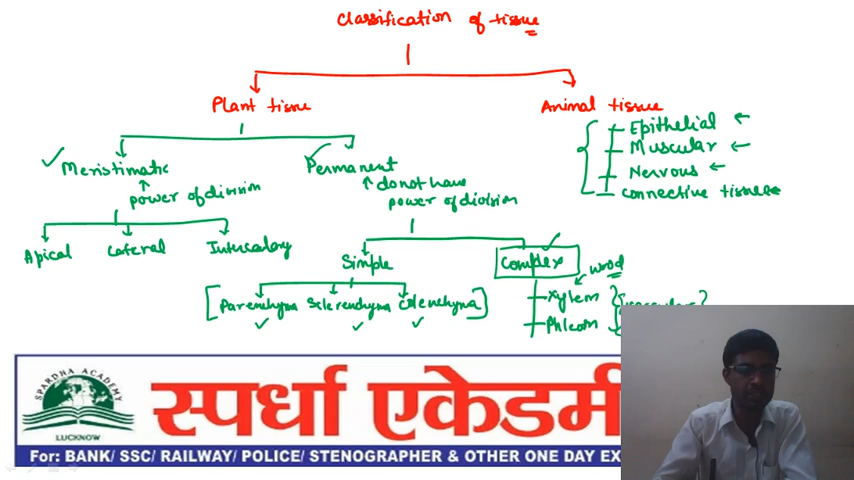 Classification of tissue
Plant tissue
Animal tissue
Epithelial
Muscular
Nervous
connective tissue
Meristimatic
power of division
Permanent
do not have
power of division
Apical
Lateral
Simple
Complex
wood
Parenchyma
Sclerenchyma
Colenchyma
Xylem
Phloem
SPARDHA ACADEMY
LUCKNOW
स्पर्धा एकेडमी
For: BANK/ SSC/ RAILWAY/ POLICE/ STENOGRAPHER & OTHER ONE DAY EX